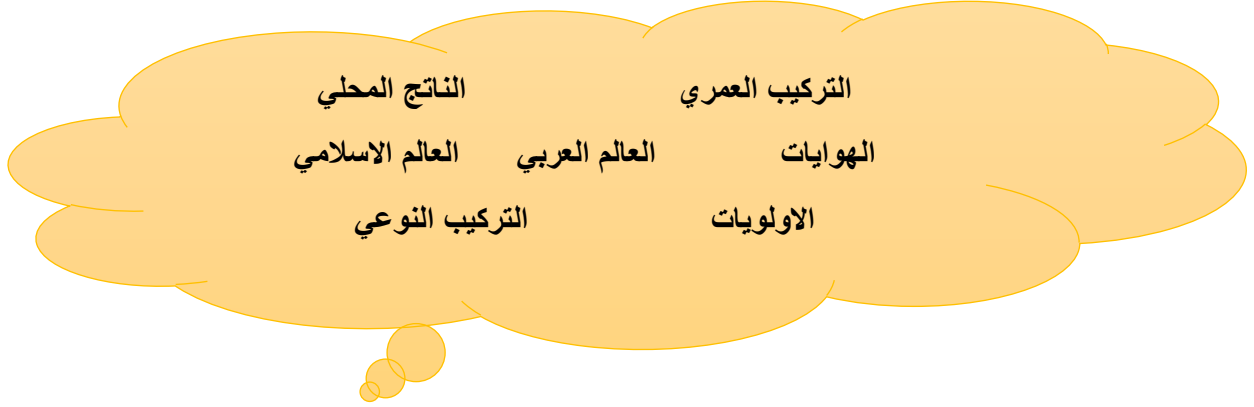 التركيب العمري الناتج المحلي
الهوايات العالم العربي العالم الاسلامي
الاولويات التركيب النوعي